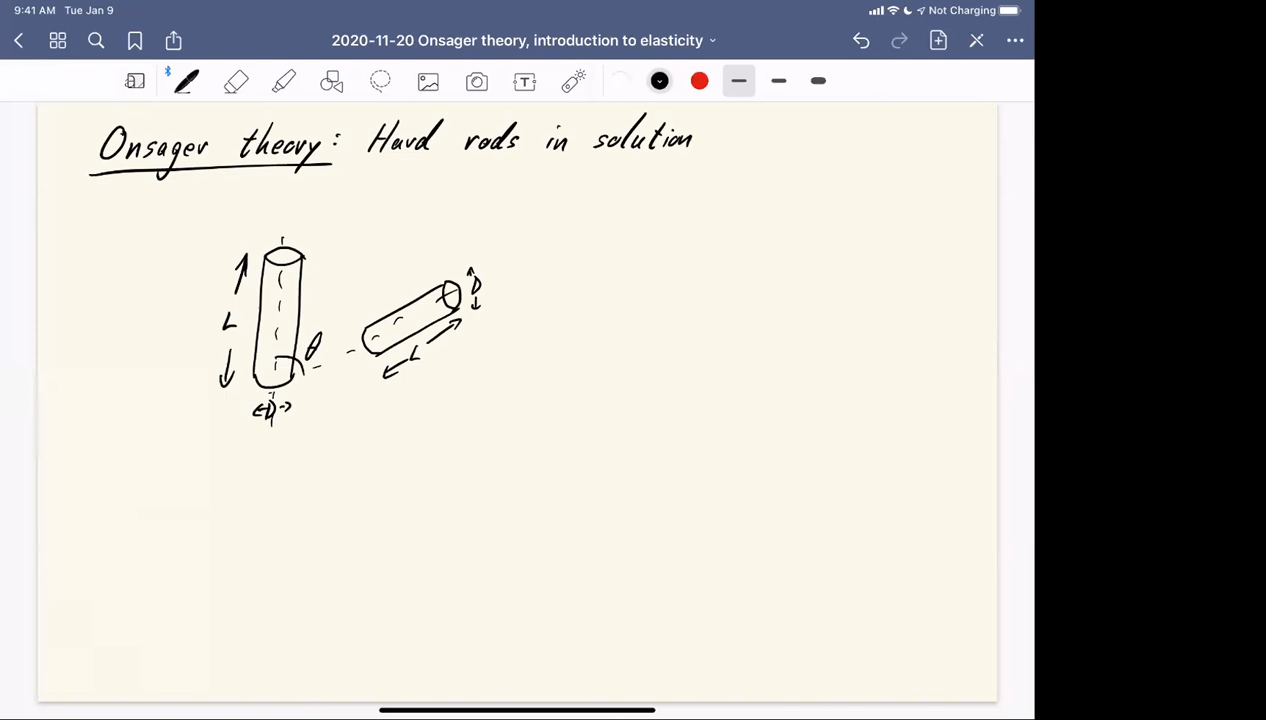 9:41 AM Tue Jan 9
Not Charging
2020-11-20 Onsager theory, introduction to elasticity
T
Onsager theory: Hard rods in solution
L
θ
D
L
D